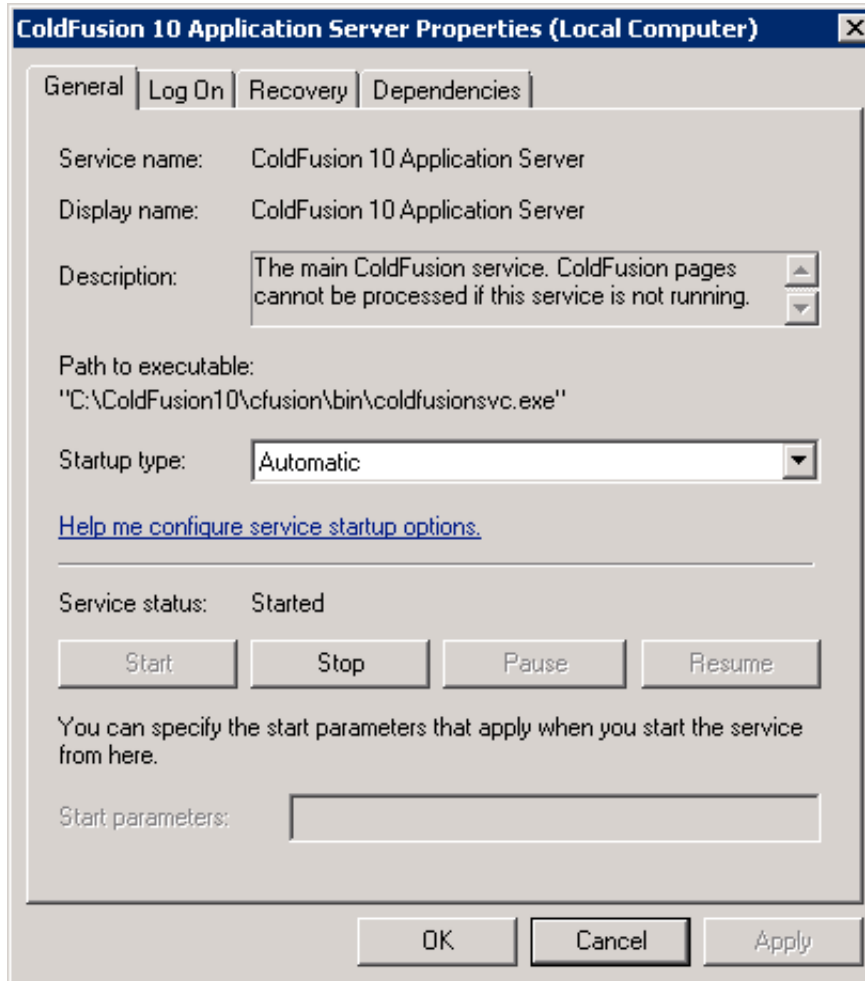 ColdFusion 10 Application Server Properties (Local Computer)
General Log On Recovery Dependencies
Service name: ColdFusion 10 Application Server
Display name: ColdFusion 10 Application Server
Description: The main ColdFusion service. ColdFusion pages
cannot be processed if this service is not running.
Path to executable:
"C:\ColdFusion10\cfusion\bin\coldfusionsvc.exe"
Startup type: Automatic
Help me configure service startup options.
Service status: Started
Start Stop Pause Resume
You can specify the start parameters that apply when you start the service
from here.
Start parameters:
OK Cancel Apply